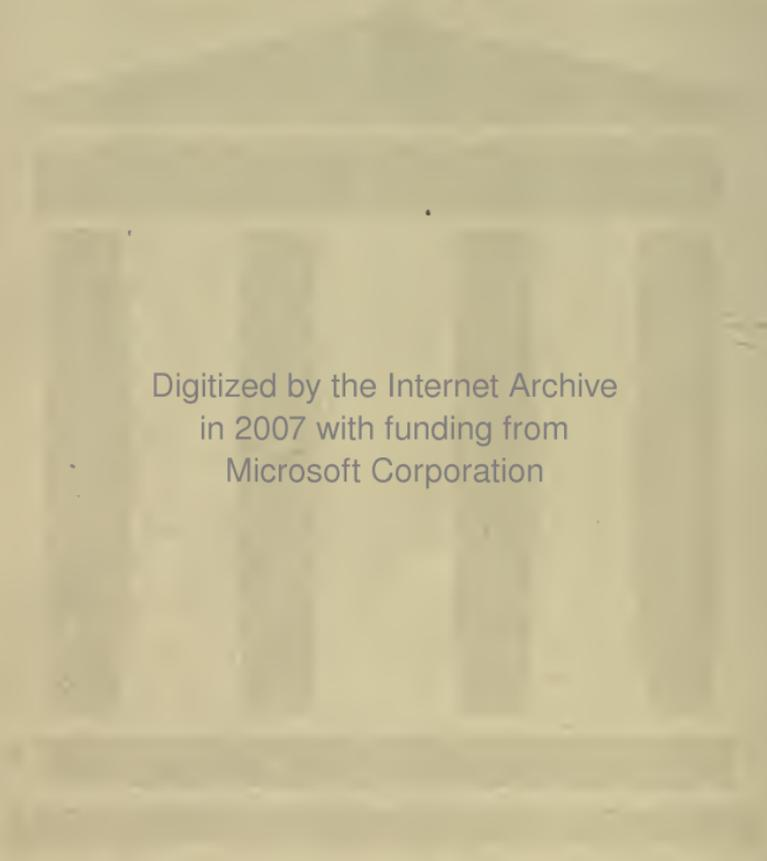 Digitized by the Internet Archive
in 2007 with funding from
Microsoft Corporation